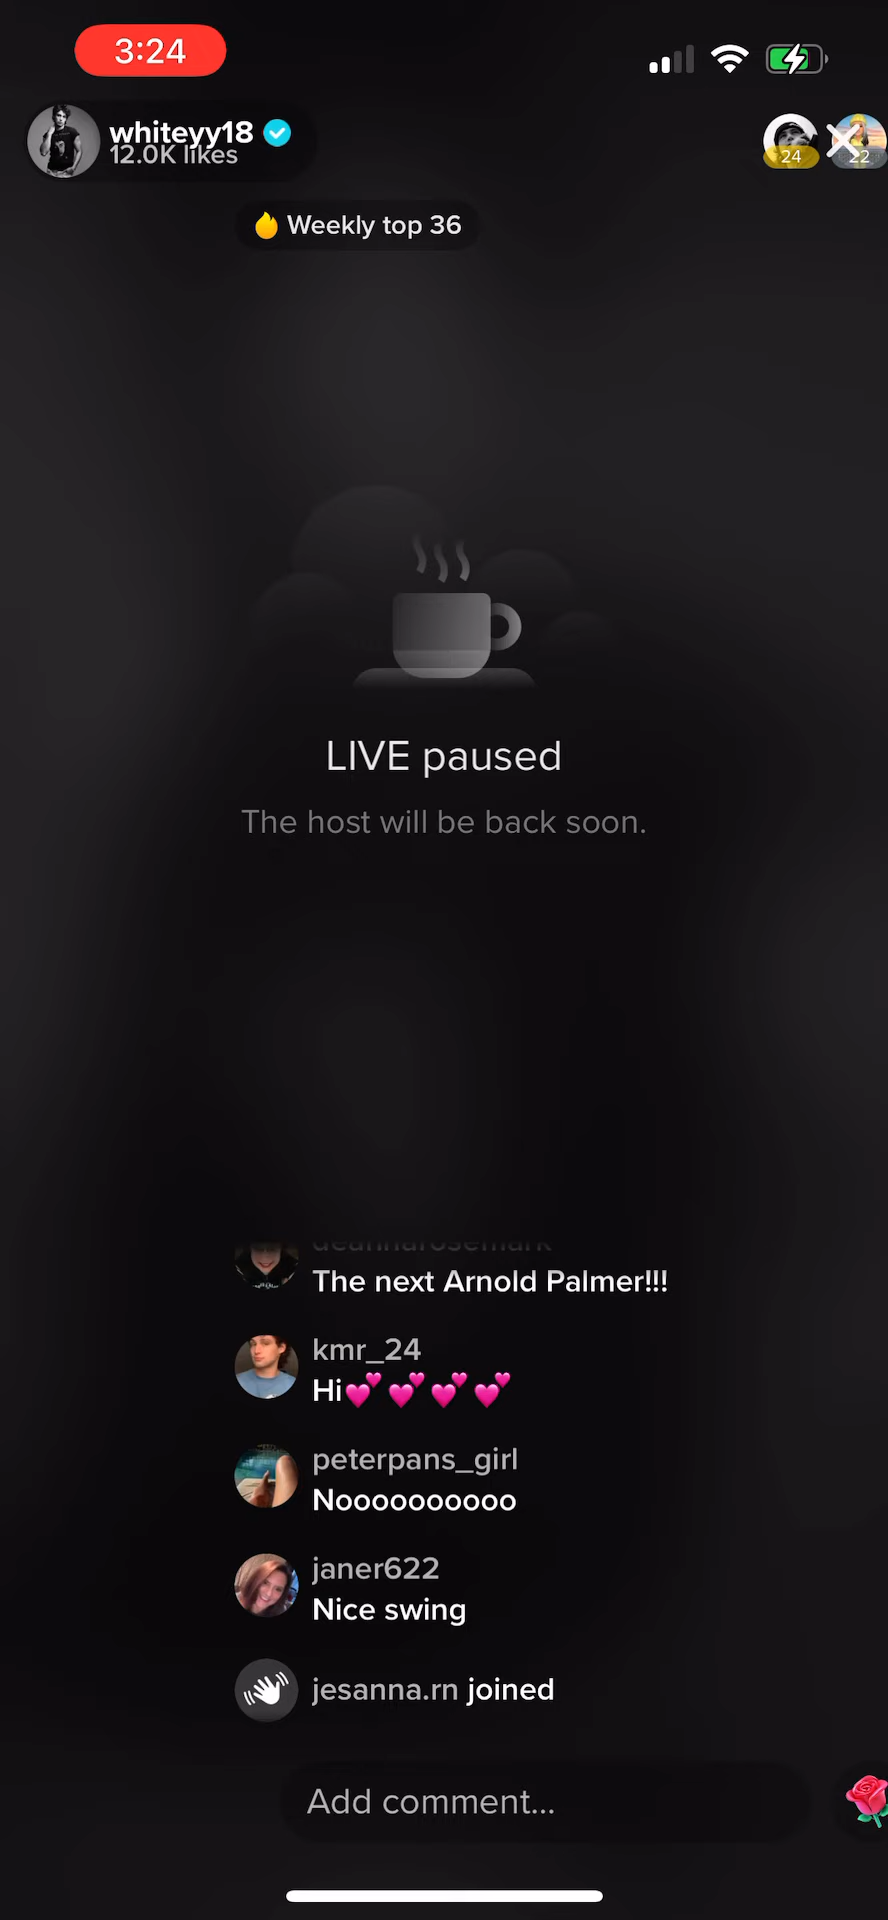 3:24
whiteyy18
12.0K likes
24
22
Weekly top 36
LIVE paused
The host will be back soon.
deannarosemark
The next Arnold Palmer!!!
kmr_24
Hi💕💕💕💕
peterpans_girl
Noooooooooo
janer622
Nice swing
jesanna.rn joined
Add comment...